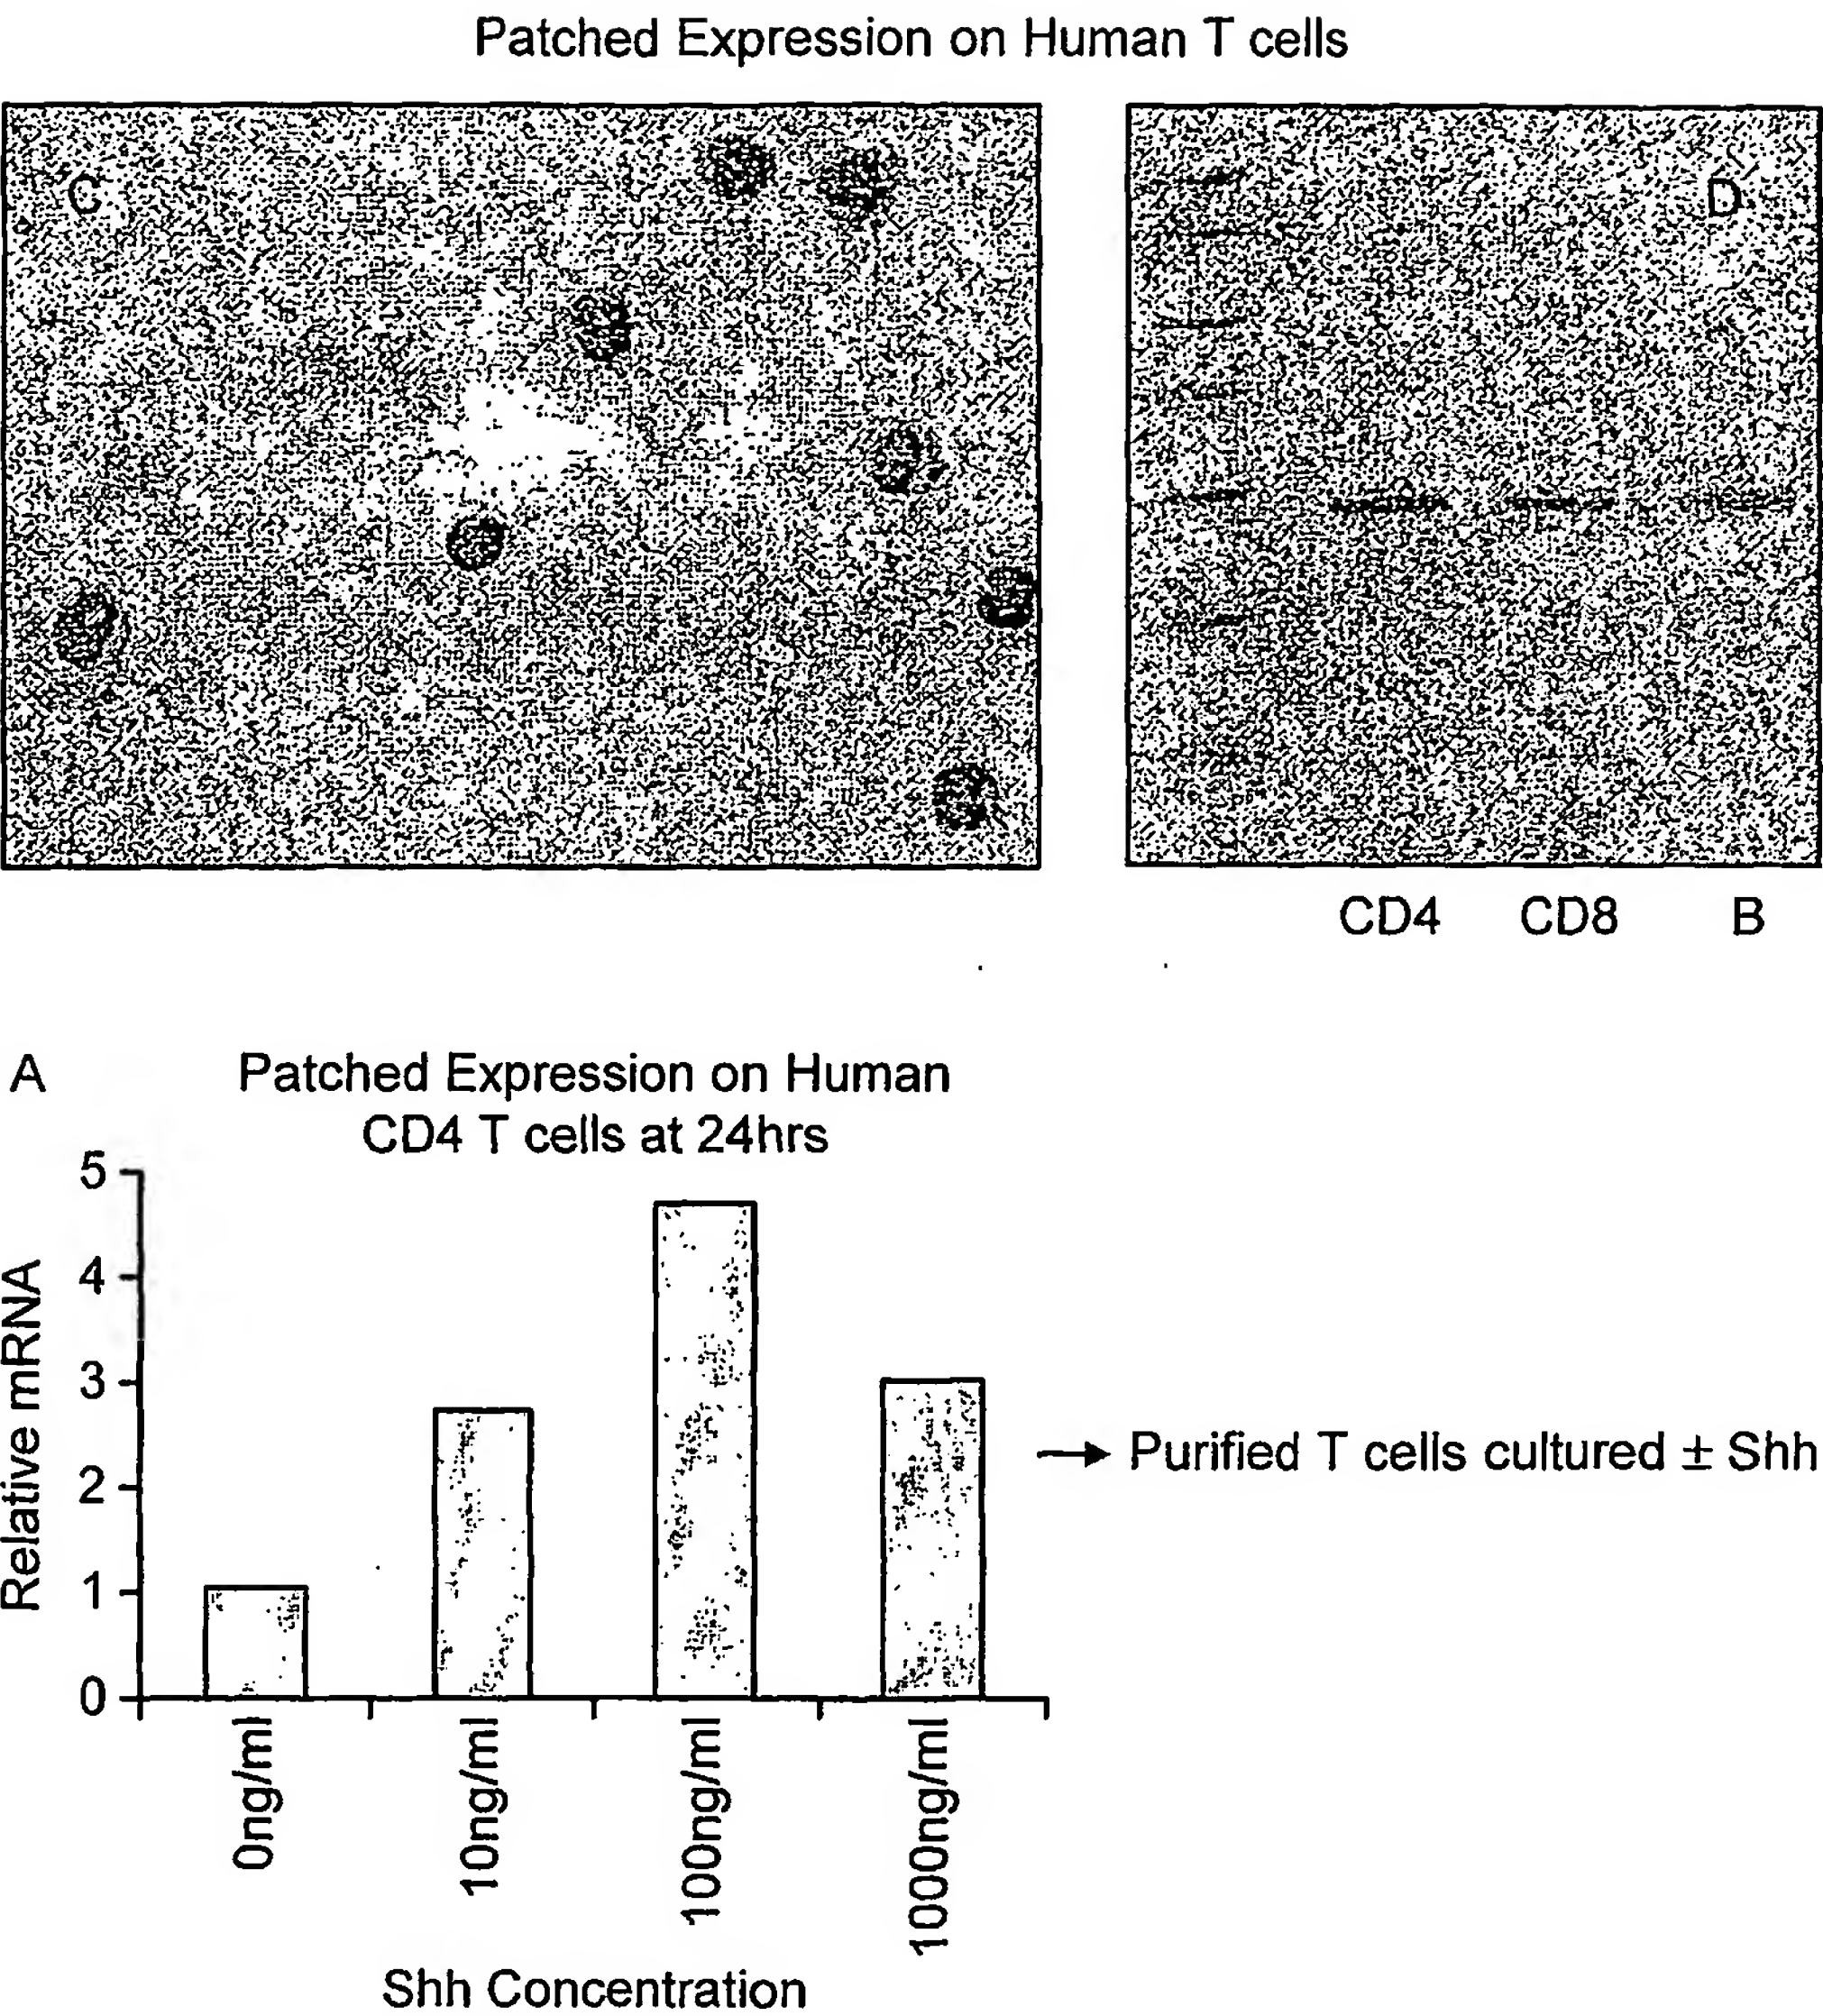 Patched Expression on Human T cells
C
D
CD4 CD8 B
A
Patched Expression on Human
CD4 T cells at 24hrs
5
4
3
2
1
0
Relative mRNA
0ng/ml
10ng/ml
100ng/ml
1000ng/ml
Shh Concentration
→ Purified T cells cultured ± Shh